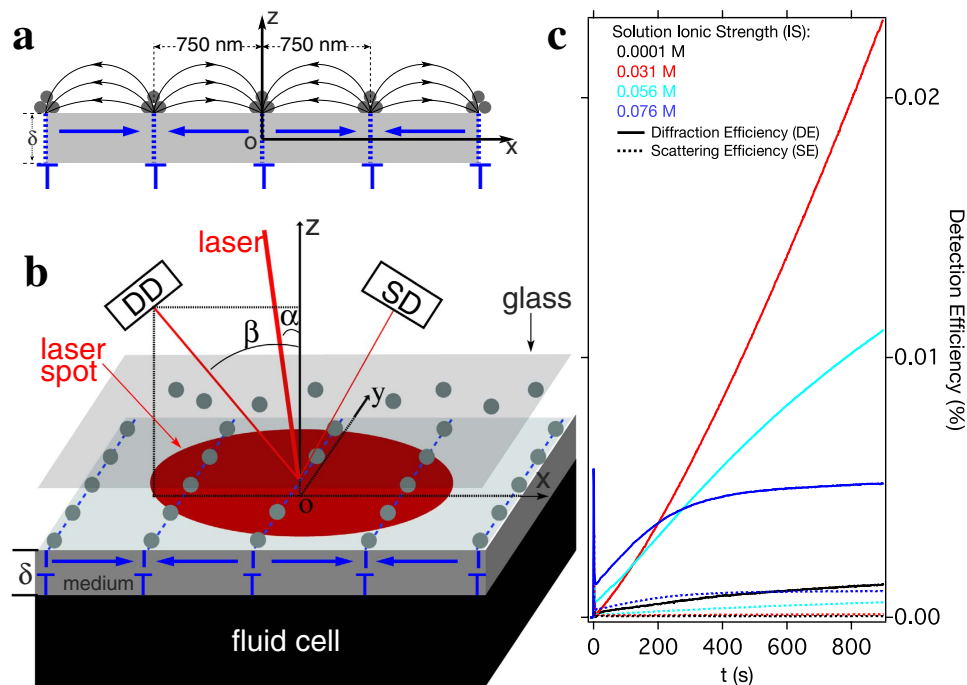 a
z
750 nm
750 nm
δ
o
x
b
z
laser
DD
SD
α
β
glass
laser
spot
y
x
o
δ
medium
fluid cell
c
Solution Ionic Strength (IS):
0.0001 M
0.031 M
0.056 M
0.076 M
Diffraction Efficiency (DE)
Scattering Efficiency (SE)
0.02
0.01
0.00
Detection Efficiency (%)
0
200
400
600
800
t (s)